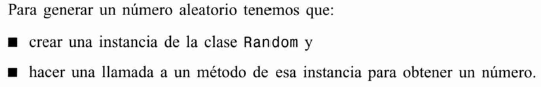 Para generar un número aleatorio tenemos que:
■ crear una instancia de la clase Random y
■ hacer una llamada a un método de esa instancia para obtener un número.